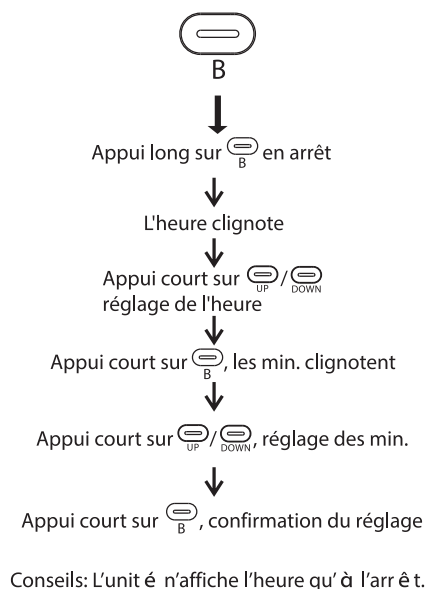 B
Appui long sur B en arrêt
L'heure clignote
Appui court sur UP/DOWN
réglage de l'heure
Appui court sur B, les min. clignotent
Appui court sur UP/DOWN, réglage des min.
Appui court sur B, confirmation du réglage
Conseils: L'unité n'affiche l'heure qu'à l'arrêt.